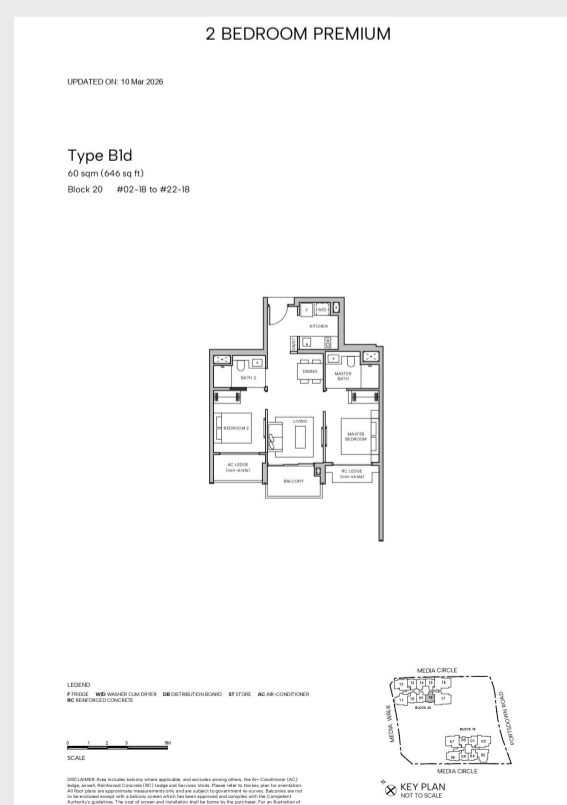 2 BEDROOM PREMIUM
UPDATED ON: 10 Mar 2026
Type B1d
60 sqm (646 sq ft)
Block 20 #02-18 to #22-18
F
W/D
KITCHEN
DINING
BATH 2
MASTER
BATH
LIVING
BEDROOM 2
MASTER
BEDROOM
AC LEDGE
(non-strata)
RC LEDGE
(non-strata)
BALCONY
LEGEND
F FRIDGE W/D WASHER CUM DRYER DB DISTRIBUTION BOARD ST STORE AC AIR-CONDITIONER
RC REINFORCED CONCRETE
0 1 2 3 5M
SCALE
DISCLAIMER: Area includes balcony where applicable, and excludes among others, the Air-Conditioner (AC)
ledge, airwell, Reinforced Concrete (RC) Ledge and Services Voids. Please refer to the key plan for orientation.
All floor plans are approximate measurements only and are subject to government re-survey. Balconies are not
to be enclosed except with a balcony screen which has been approved and complies with the Competent
Authority's guidelines. The cost of screen and installation shall be borne by the purchaser. For an illustration of
MEDIA CIRCLE
MEDIA WALK
PORTSDOWN ROAD
BLOCK 20
MEDIA CIRCLE
N
KEY PLAN
NOT TO SCALE